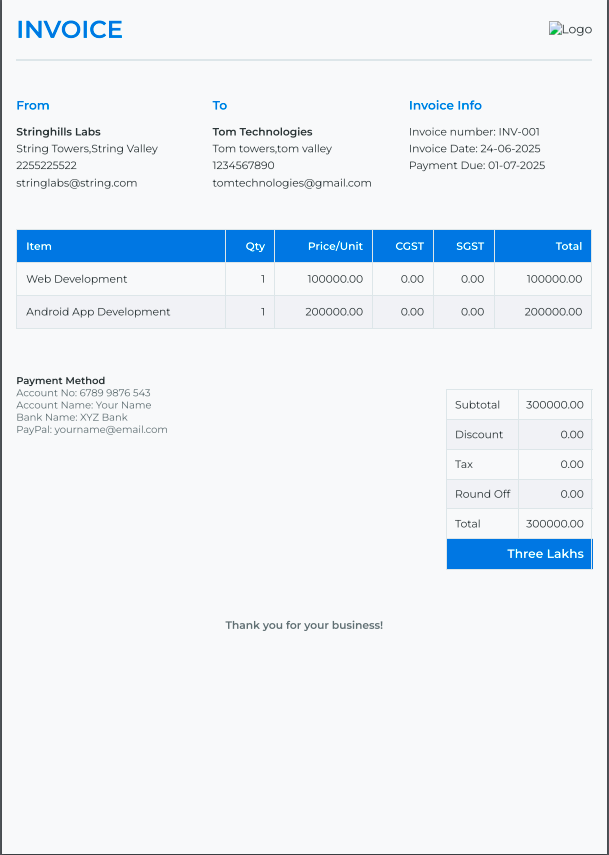 INVOICE
Logo
From
Stringhills Labs
String Towers,String Valley
2255225522
stringlabs@string.com
To
Tom Technologies
Tom towers,tom valley
1234567890
tomtechnologies@gmail.com
Invoice Info
Invoice number: INV-001
Invoice Date: 24-06-2025
Payment Due: 01-07-2025
Item Qty Price/Unit CGST SGST Total
Web Development 1 100000.00 0.00 0.00 100000.00
Android App Development 1 200000.00 0.00 0.00 200000.00
Payment Method
Account No: 6789 9876 543
Account Name: Your Name
Bank Name: XYZ Bank
PayPal: yourname@email.com
Subtotal 300000.00
Discount 0.00
Tax 0.00
Round Off 0.00
Total 300000.00
Three Lakhs
Thank you for your business!